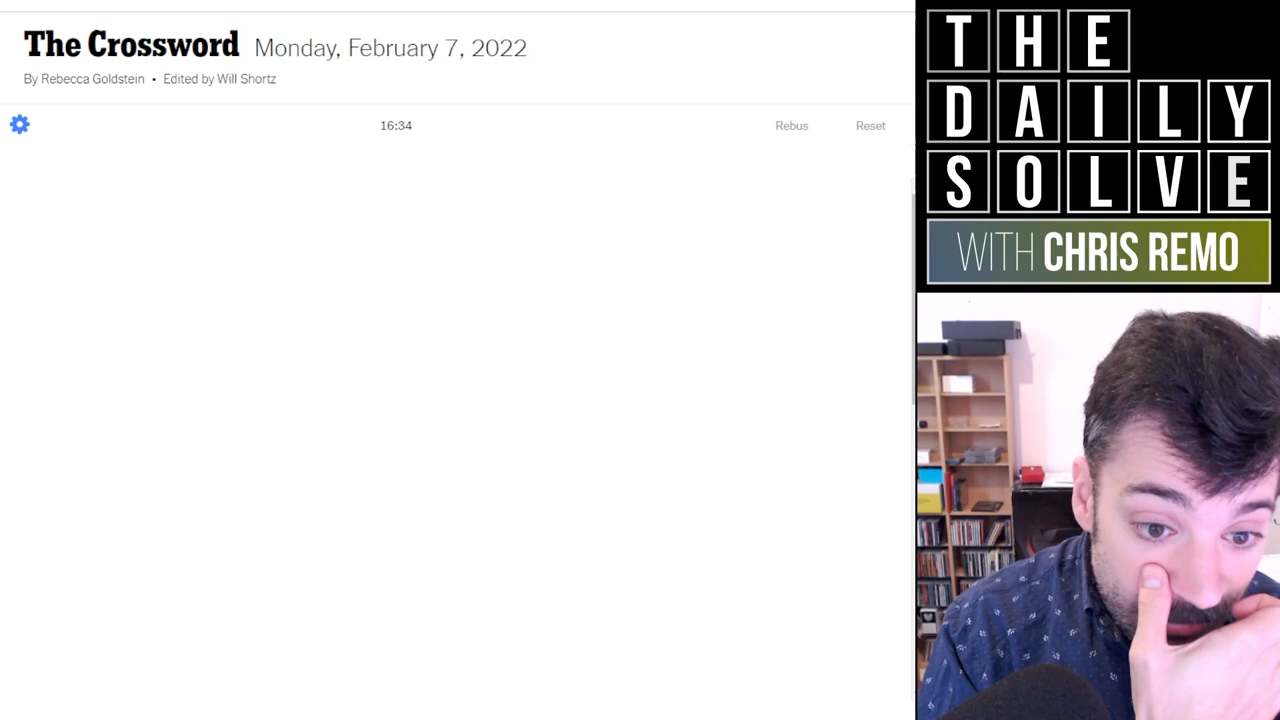 The Crossword Monday, February 7, 2022
By Rebecca Goldstein • Edited by Will Shortz
16:34 Rebus Reset
THE
DAILY
SOLVE
WITH CHRIS REMO